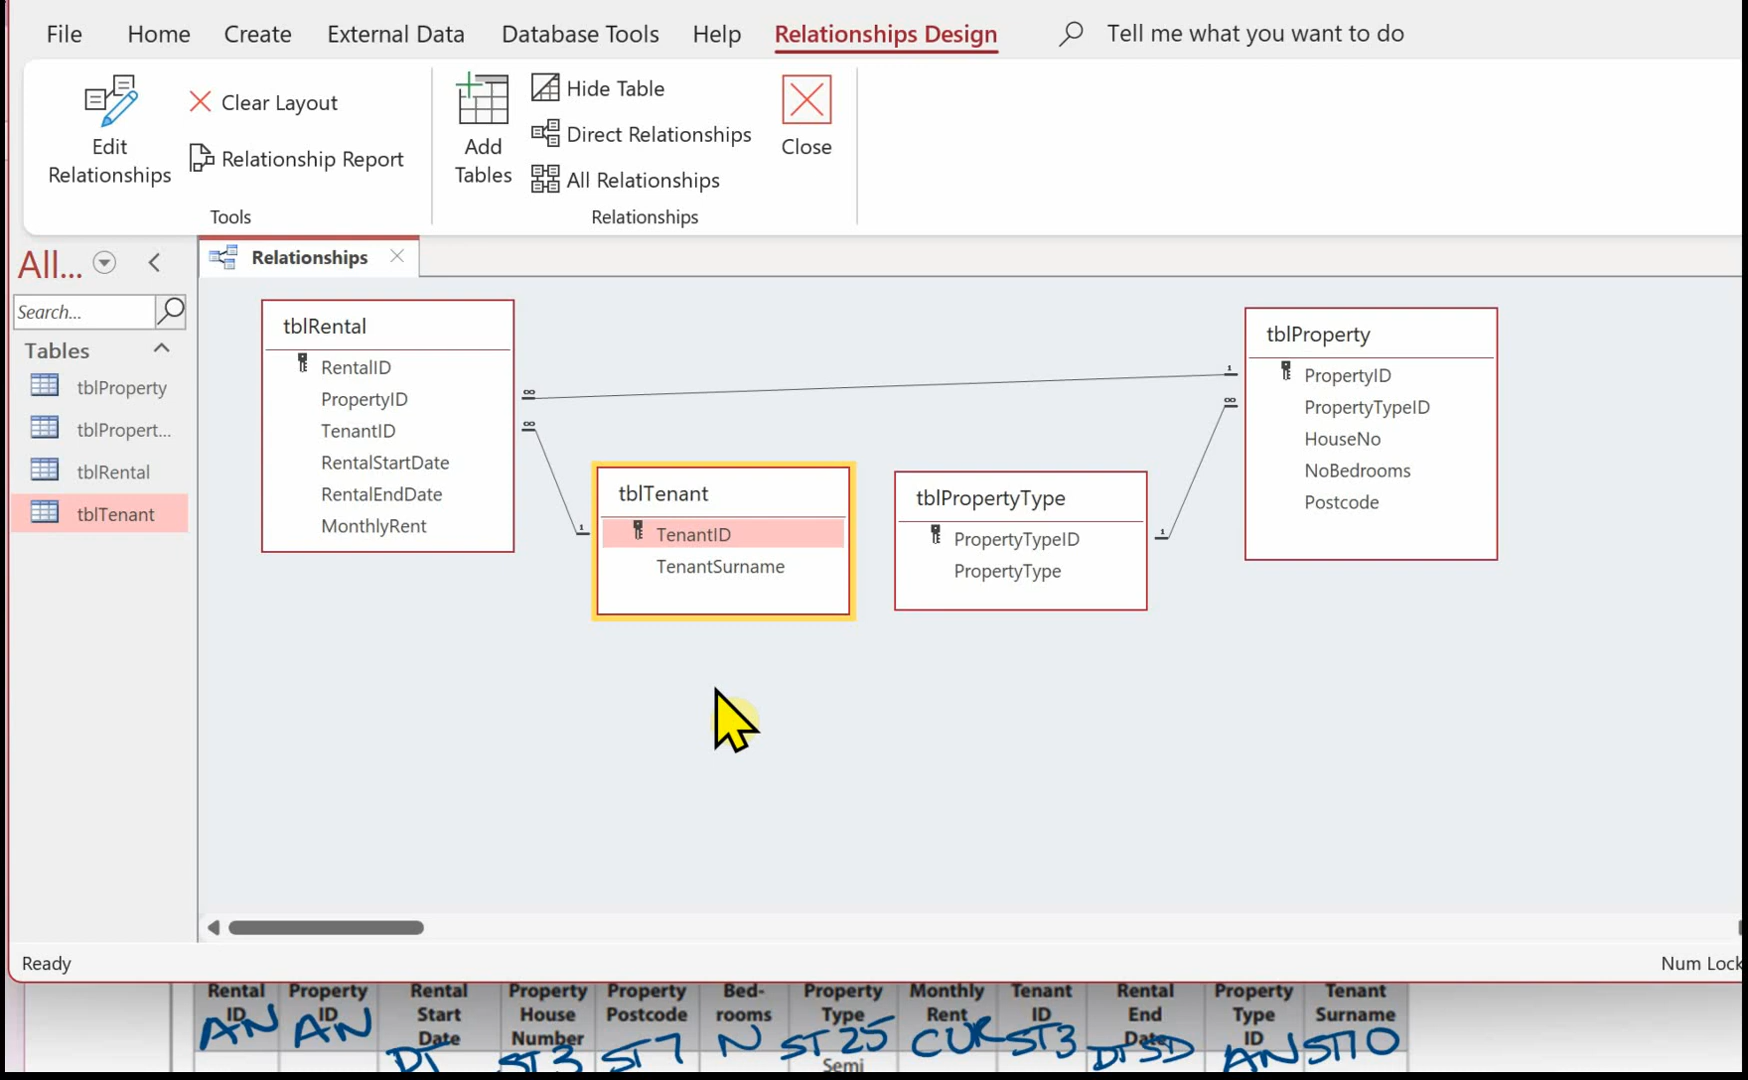 File Home Create External Data Database Tools Help Relationships Design Tell me what you want to do
Edit
Relationships
Clear Layout
Relationship Report
Tools
Add
Tables
Hide Table
Direct Relationships
All Relationships
Close
Relationships
All...
Relationships
Search...
Tables
tblProperty
tblPropert...
tblRental
tblTenant
tblRental
RentalID
PropertyID
TenantID
RentalStartDate
RentalEndDate
MonthlyRent
tblTenant
TenantID
TenantSurname
tblPropertyType
PropertyTypeID
PropertyType
tblProperty
PropertyID
PropertyTypeID
HouseNo
NoBedrooms
Postcode
1
∞
∞
∞
1
1
Ready
Num Lock
Rental Property Rental Property Property Bed- Property Monthly Tenant Rental Property Tenant
ID ID Start House Postcode rooms Type Rent ID End Type Surname
Date Number Date ID
AN AN ST3 ST7 N ST25 CUR ST3 DTSD AN ST10
Semi